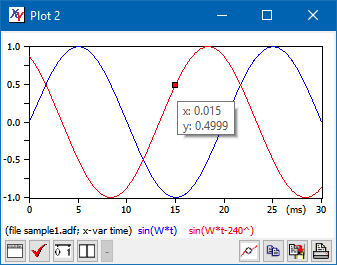 Plot 2
1.0
0.5
x: 0.015
y: 0.4999
0.0
-0.5
-1.0
0 5 10 15 20 25 (ms) 30
(file sample1.adf; x-var time) sin(W*t) sin(W*t-240^)